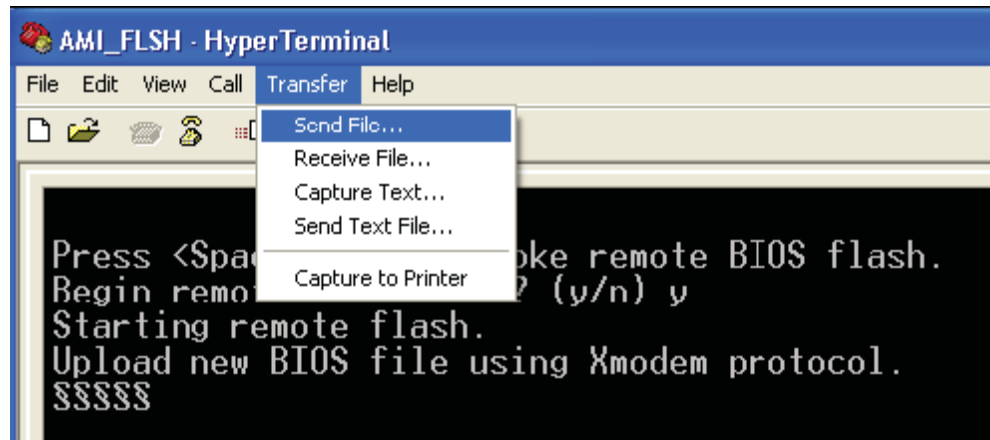 AMI_FLSH - HyperTerminal
File Edit View Call Transfer Help
Send File...
Receive File...
Capture Text...
Send Text File...
Capture to Printer
Press <Spa oke remote BIOS flash.
Begin remo ? (y/n) y
Starting remote flash.
Upload new BIOS file using Xmodem protocol.
§§§§§